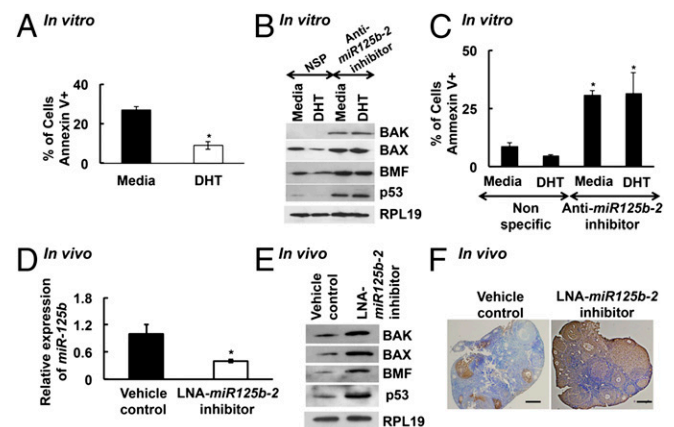 A In vitro
40
20
0
% of Cells
Annexin V+
*
Media DHT
B In vitro
NSP
Anti-
miR125b-2
inhibitor
Media
DHT
Media
DHT
BAK
BAX
BMF
p53
RPL19
C In vitro
50
25
0
% of Cells
Ammexin V+
* *
Media DHT Media DHT
Non
specific
Anti-miR125b-2
inhibitor
D In vivo
1.8
1.2
0.6
0
Relative expression
of miR-125b
*
Vehicle
control
LNA-miR125b-2
inhibitor
E In vivo
Vehicle
control
LNA-
miR125b-2
inhibitor
BAK
BAX
BMF
p53
RPL19
F In vivo
Vehicle
control
LNA-miR125b-2
inhibitor